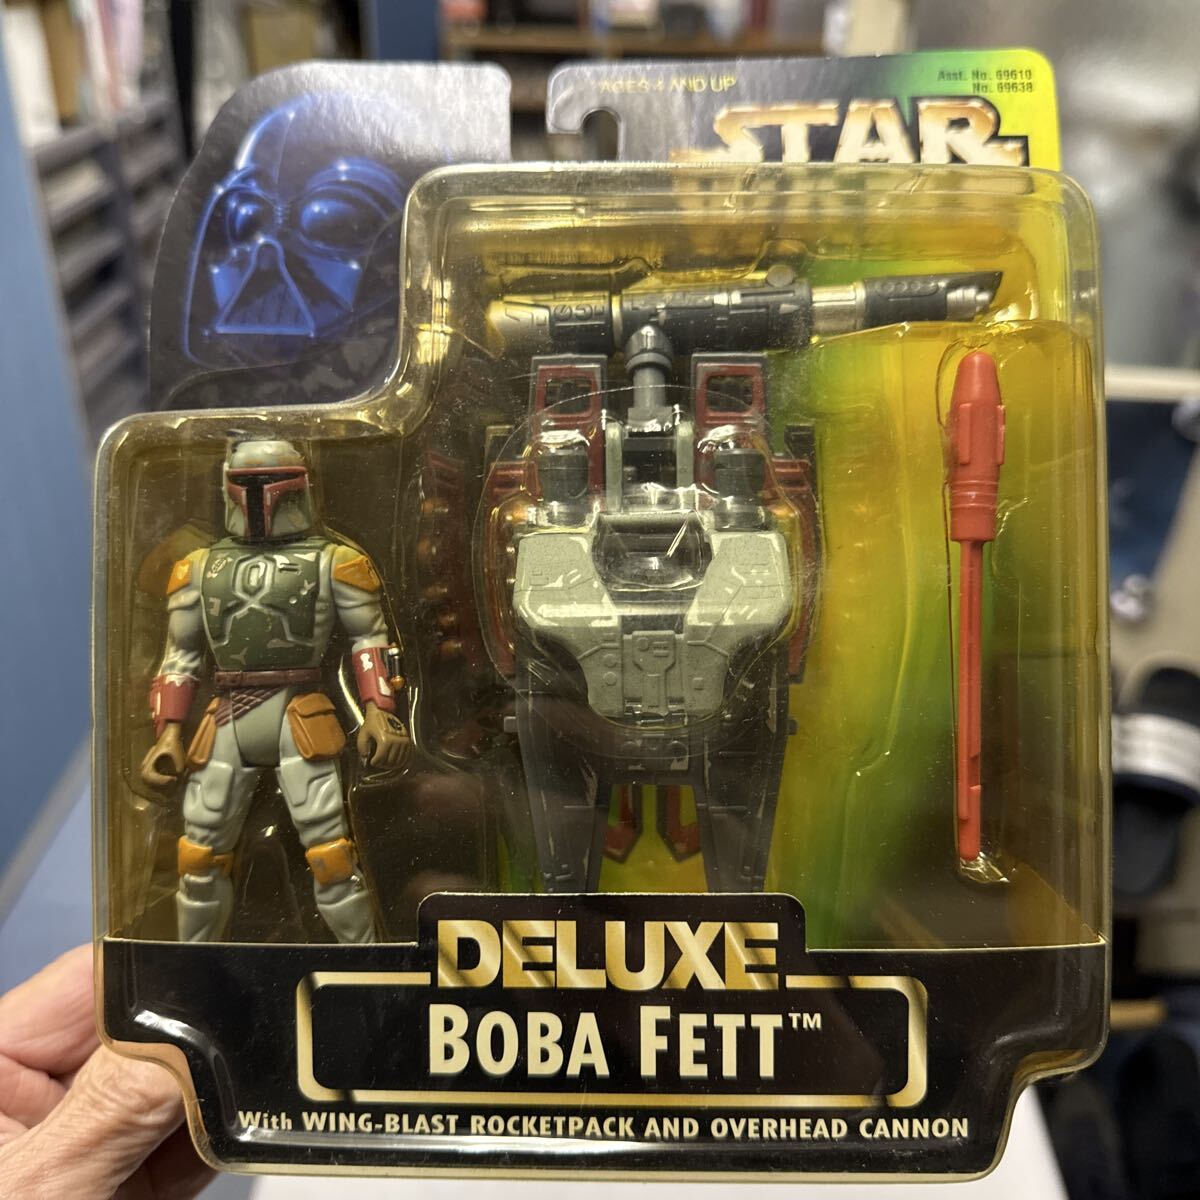 AGES 4 AND UP
Asst. No. 69610
No. 69638
STAR
DELUXE
BOBA FETT™
With WING-BLAST ROCKETPACK AND OVERHEAD CANNON